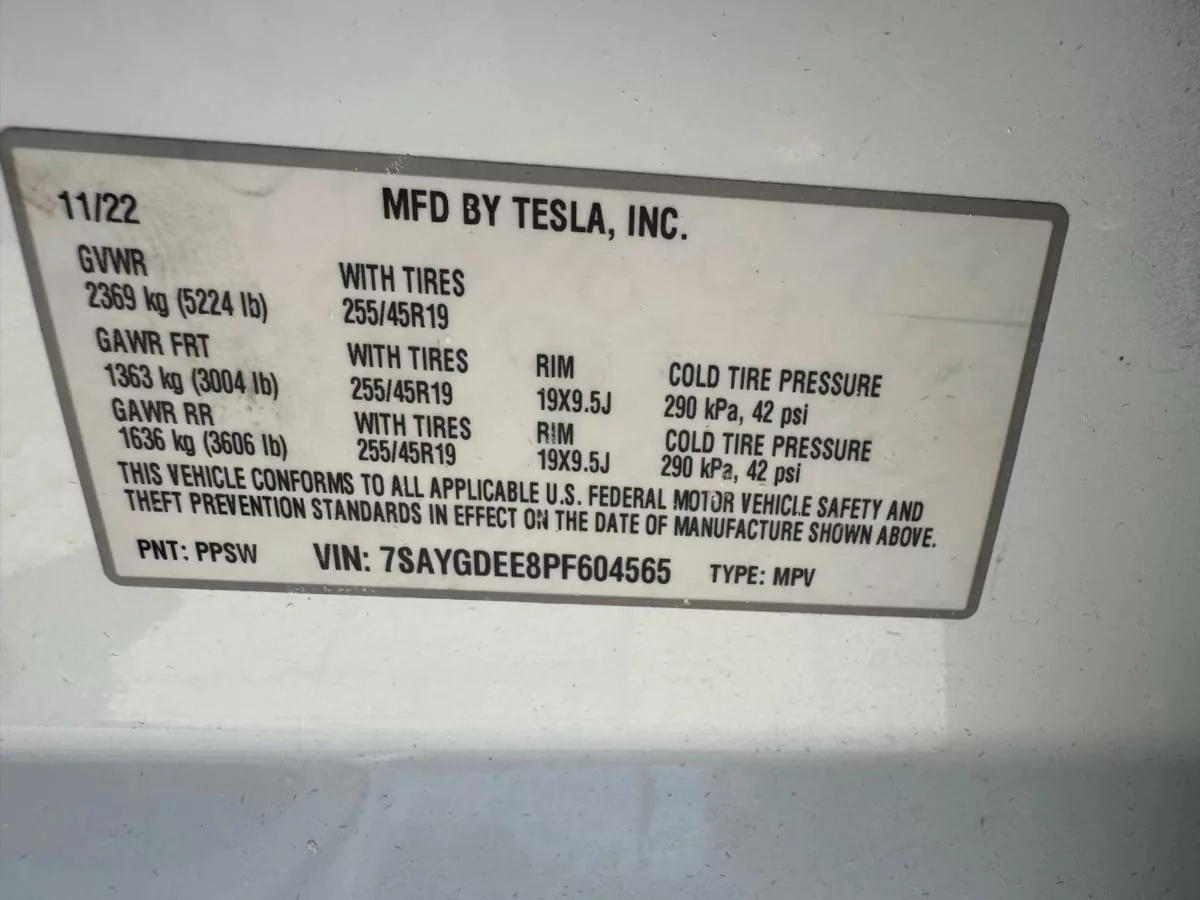 11/22 MFD BY TESLA, INC.
GVWR WITH TIRES
2369 kg (5224 lb) 255/45R19
GAWR FRT WITH TIRES RIM COLD TIRE PRESSURE
1363 kg (3004 lb) 255/45R19 19X9.5J 290 kPa, 42 psi
GAWR RR WITH TIRES RIM COLD TIRE PRESSURE
1636 kg (3606 lb) 255/45R19 19X9.5J 290 kPa, 42 psi
THIS VEHICLE CONFORMS TO ALL APPLICABLE U.S. FEDERAL MOTOR VEHICLE SAFETY AND
THEFT PREVENTION STANDARDS IN EFFECT ON THE DATE OF MANUFACTURE SHOWN ABOVE.
PNT: PPSW VIN: 7SAYGDEE8PF604565 TYPE: MPV